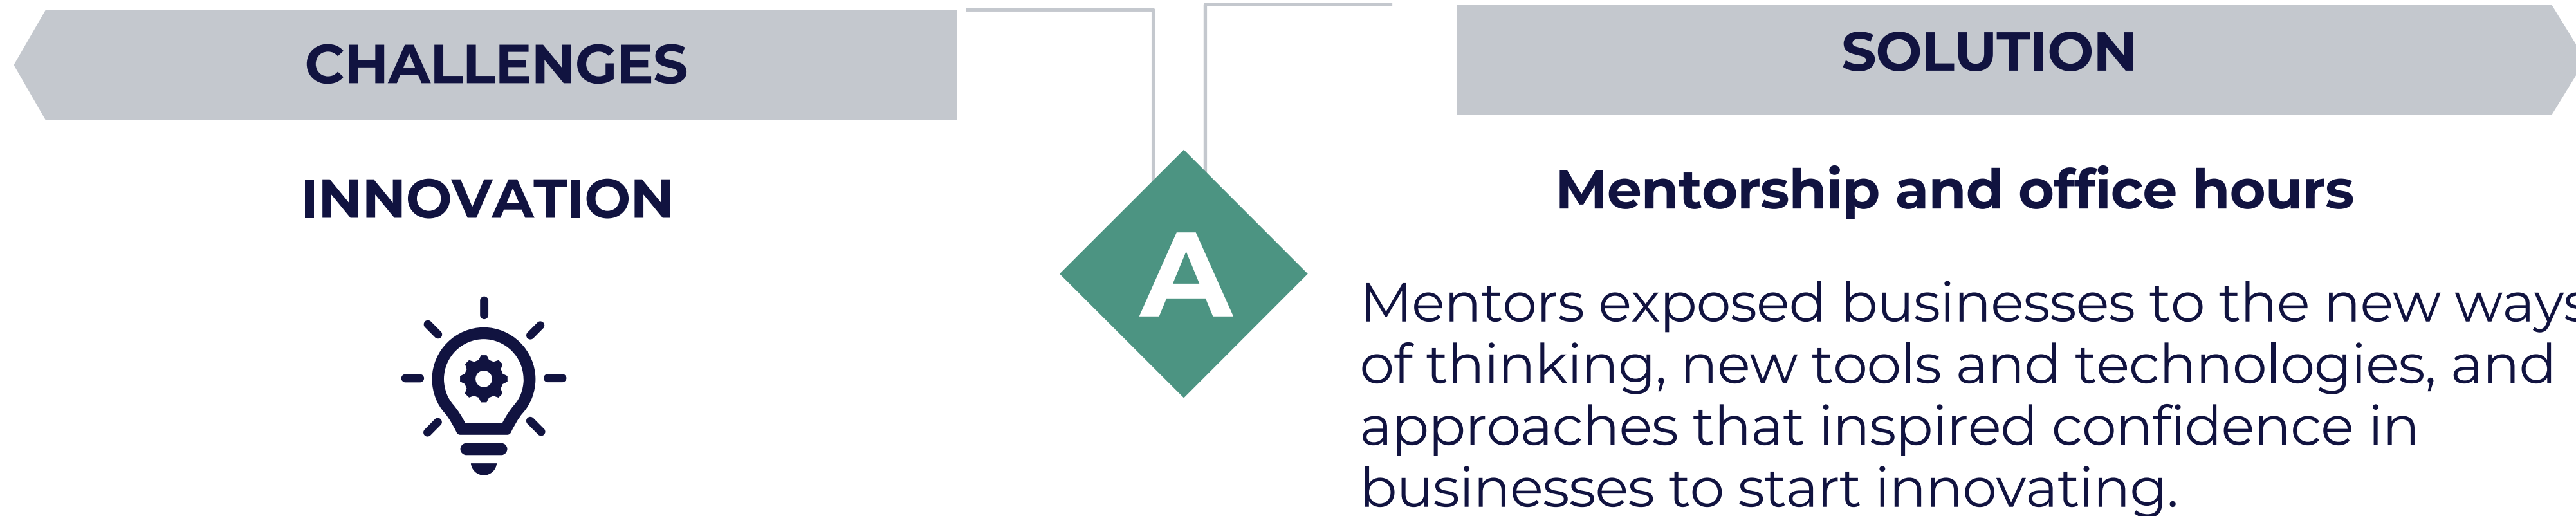 CHALLENGES
INNOVATION
A
SOLUTION
Mentorship and office hours
Mentors exposed businesses to the new ways
of thinking, new tools and technologies, and
approaches that inspired confidence in
businesses to start innovating.